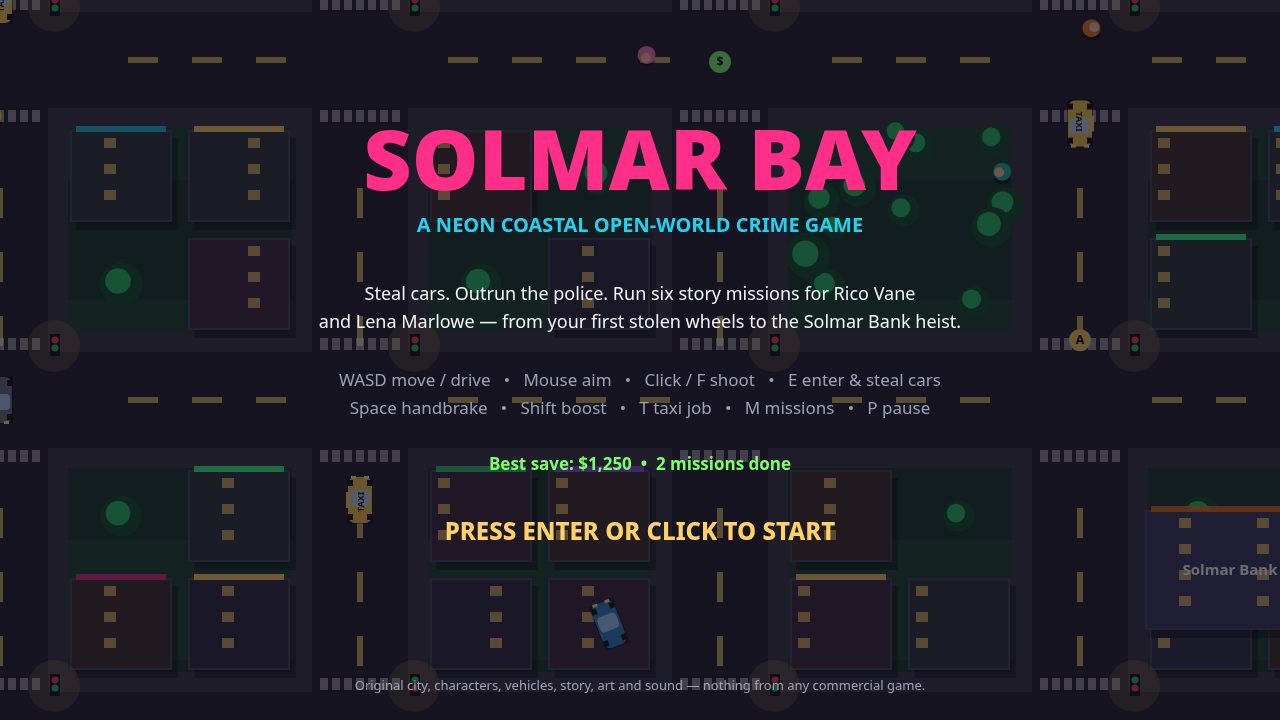 $
TAXI
SOLMAR BAY
A NEON COASTAL OPEN-WORLD CRIME GAME
Steal cars. Outrun the police. Run six story missions for Rico Vane
and Lena Marlowe — from your first stolen wheels to the Solmar Bank heist.
A
WASD move / drive • Mouse aim • Click / F shoot • E enter & steal cars
Space handbrake • Shift boost • T taxi job • M missions • P pause
Best save: $1,250 • 2 missions done
TAXI
PRESS ENTER OR CLICK TO START
Solmar Bank
Original city, characters, vehicles, story, art and sound — nothing from any commercial game.